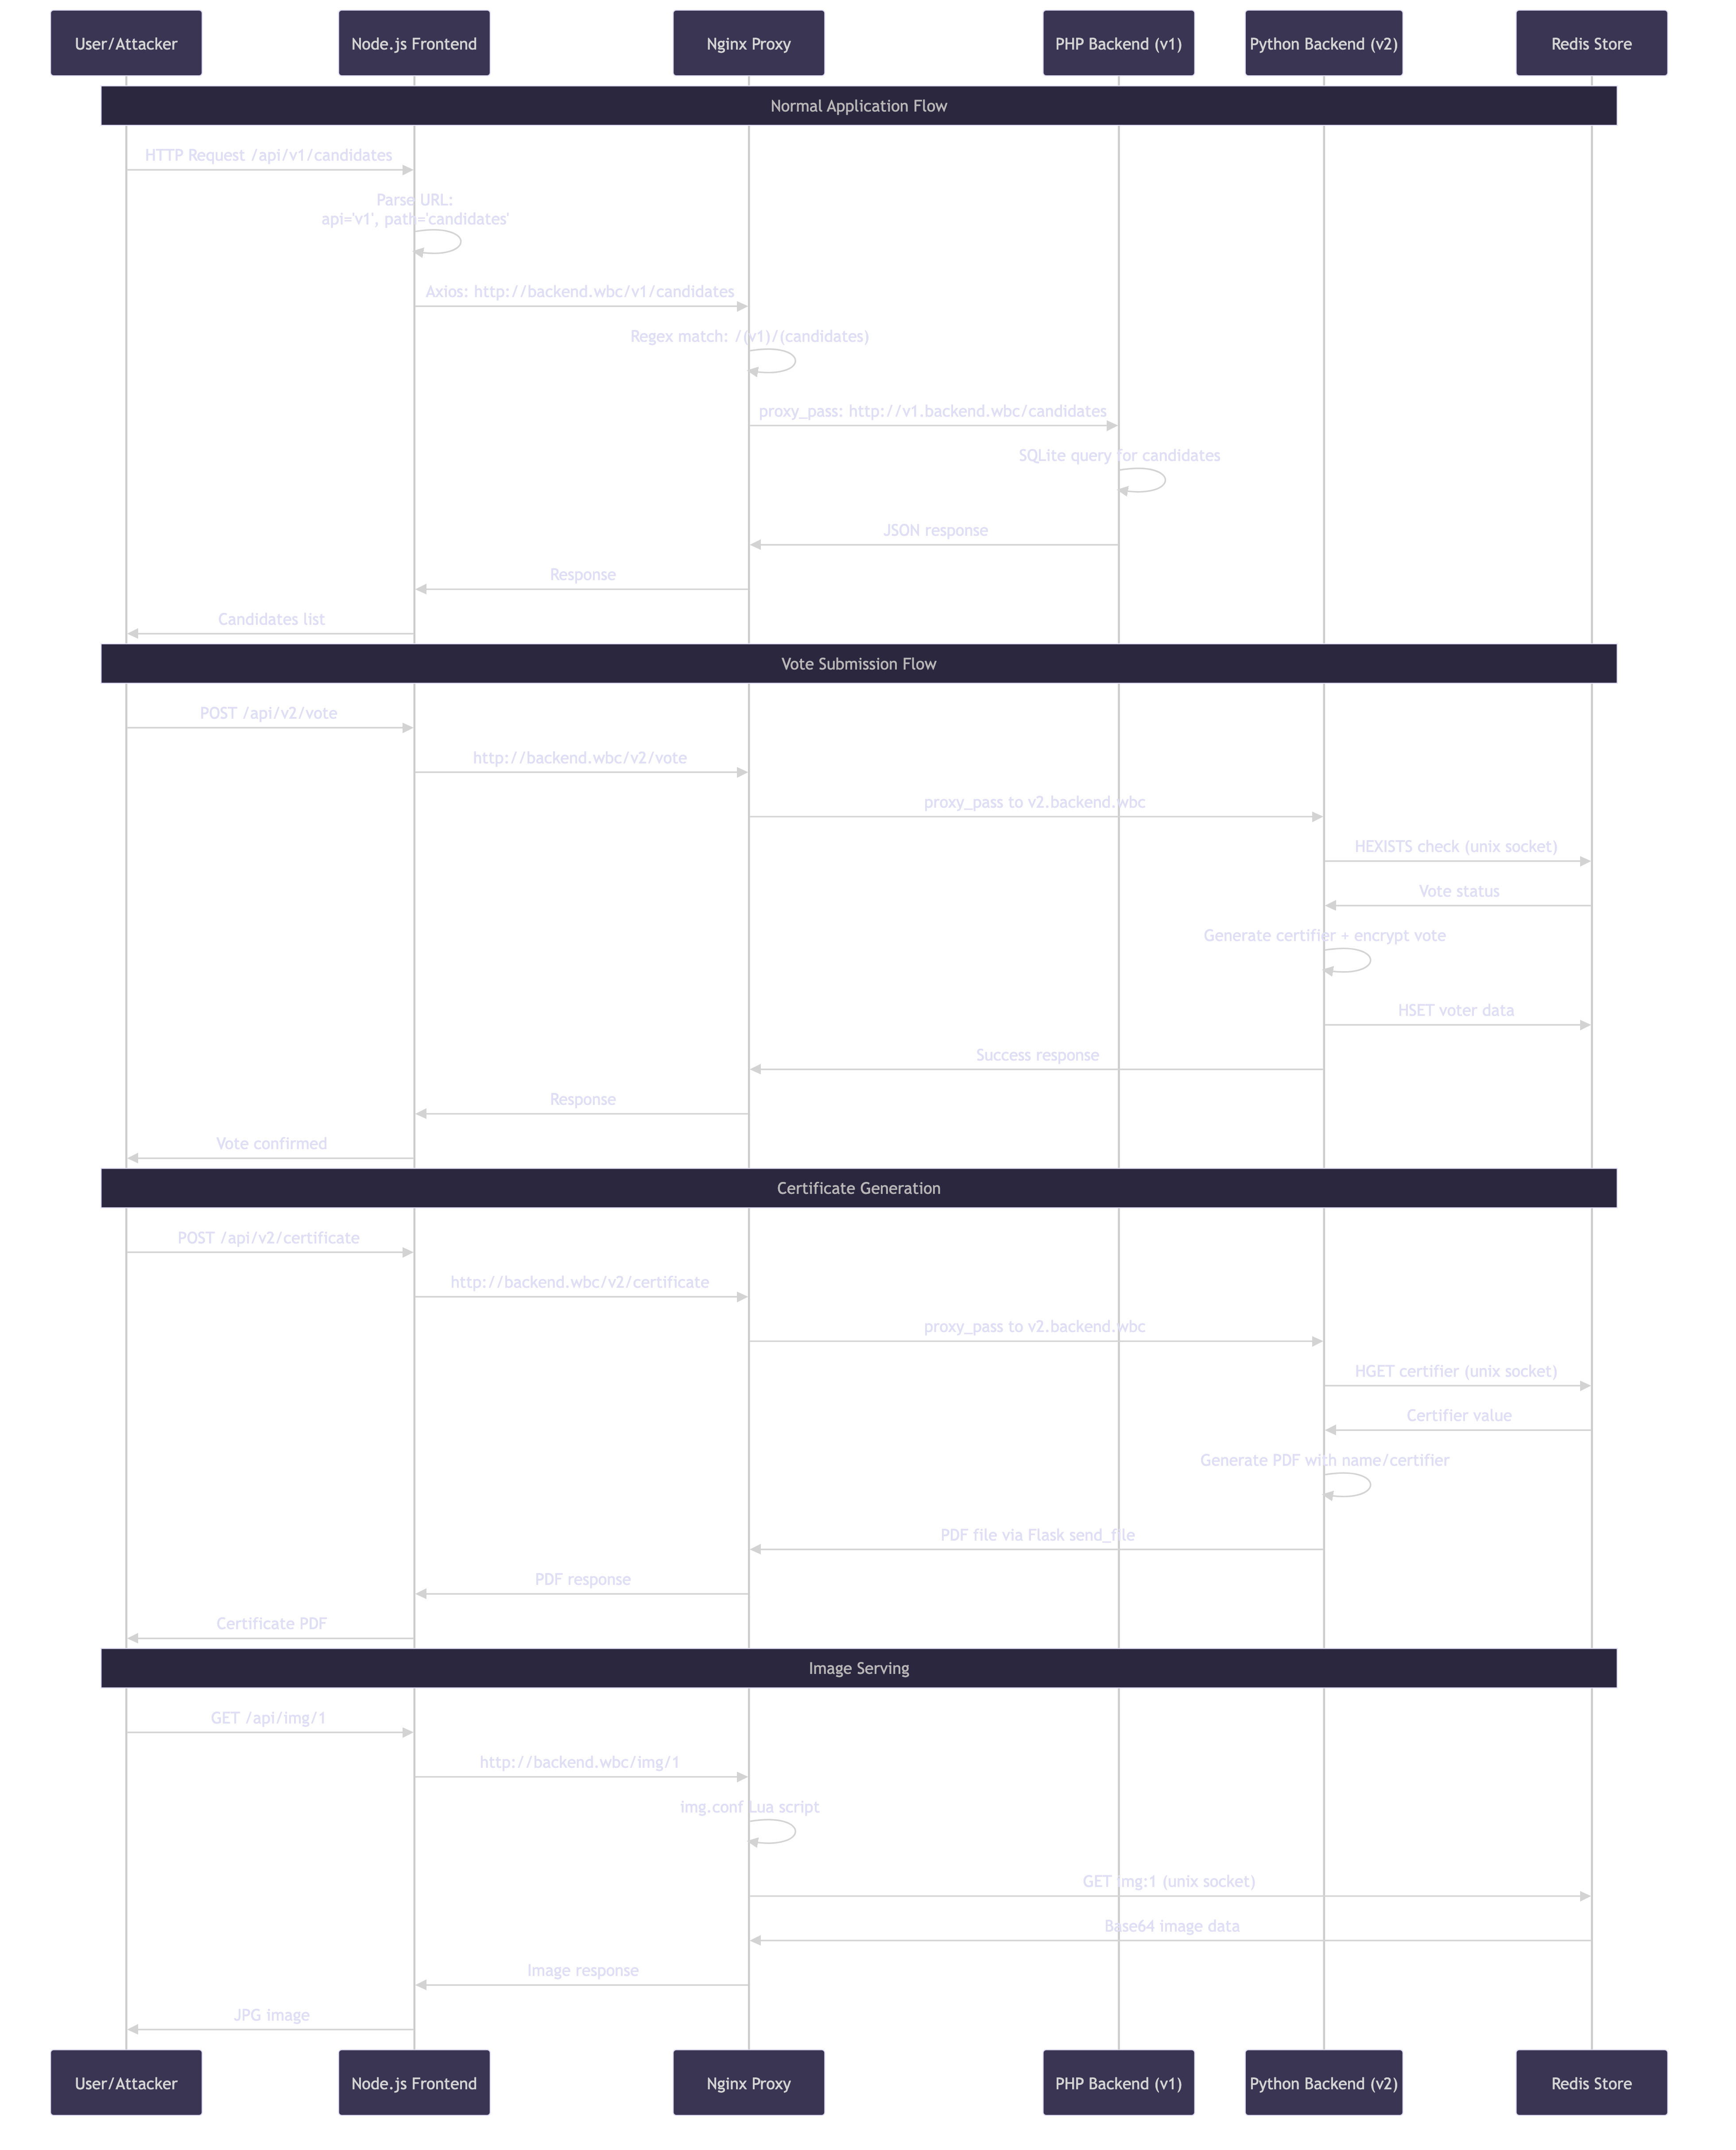 User/Attacker
Node.js Frontend
Nginx Proxy
PHP Backend (v1)
Python Backend (v2)
Redis Store
Normal Application Flow
HTTP Request /api/v1/candidates
Parse URL:
api='v1', path='candidates'
Axios: http://backend.wbc/v1/candidates
Regex match: /(v1)/(candidates)
proxy_pass: http://v1.backend.wbc/candidates
SQLite query for candidates
JSON response
Response
Candidates list
Vote Submission Flow
POST /api/v2/vote
http://backend.wbc/v2/vote
proxy_pass to v2.backend.wbc
HEXISTS check (unix socket)
Vote status
Generate certifier + encrypt vote
HSET voter data
Success response
Response
Vote confirmed
Certificate Generation
POST /api/v2/certificate
http://backend.wbc/v2/certificate
proxy_pass to v2.backend.wbc
HGET certifier (unix socket)
Certifier value
Generate PDF with name/certifier
PDF file via Flask send_file
PDF response
Certificate PDF
Image Serving
GET /api/img/1
http://backend.wbc/img/1
img.conf Lua script
GET img:1 (unix socket)
Base64 image data
Image response
JPG image
User/Attacker
Node.js Frontend
Nginx Proxy
PHP Backend (v1)
Python Backend (v2)
Redis Store